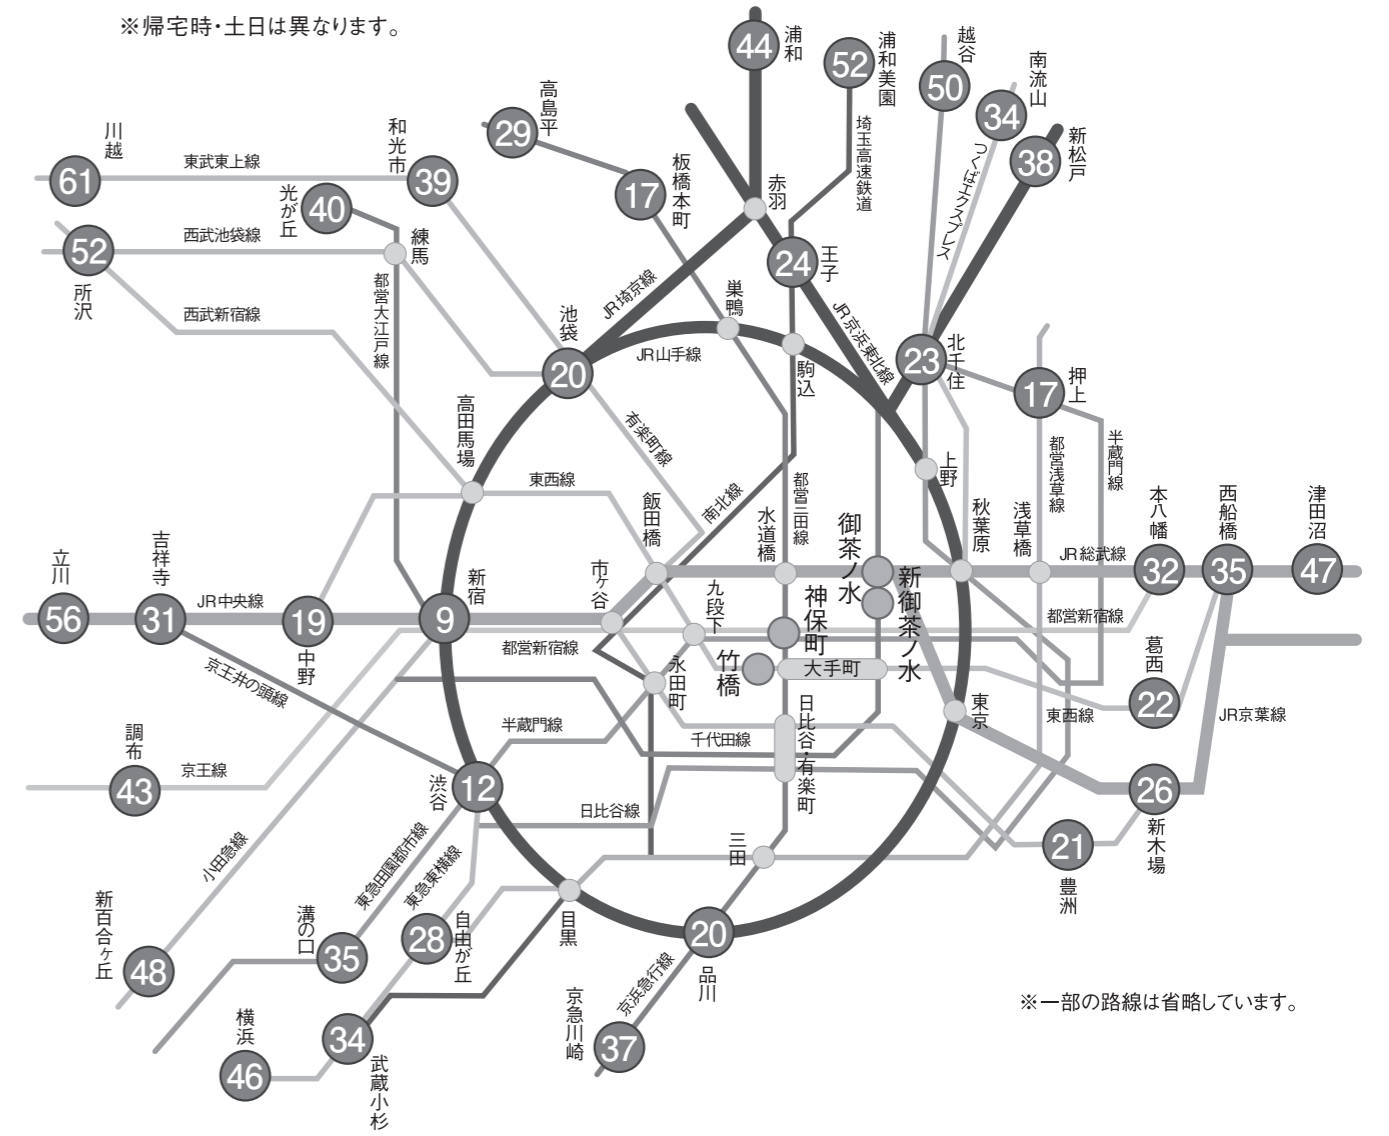 ※帰宅時・土日は異なります。
44
浦和
52
浦和美園
50
越谷
34
南流山
38
新松戸
川越
61
東武東上線
和光市
39
高島平
29
板橋本町
17
赤羽
埼玉高速鉄道
つくばエクスプレス
光が丘
40
52
所沢
西武池袋線
練馬
西武新宿線
都営大江戸線
24
王子
JR埼京線
巣鴨
池袋
20
JR山手線
駒込
JR京浜東北線
23
北千住
17
押上
高田馬場
有楽町線
東西線
南北線
飯田橋
水道橋
都営三田線
御茶ノ水
上野
秋葉原
浅草橋
都営浅草線
半蔵門線
本八幡
32
西船橋
35
津田沼
47
JR総武線
立川
56
吉祥寺
31
JR中央線
19
中野
新宿
9
市ヶ谷
九段下
神保町
新御茶ノ水
都営新宿線
都営新宿線
京王井の頭線
永田町
竹橋
大手町
葛西
22
東西線
JR京葉線
東京
調布
43
京王線
半蔵門線
千代田線
日比谷・有楽町
渋谷
12
日比谷線
26
新木場
21
豊洲
三田
小田急線
東急田園都市線
東急東横線
新百合ヶ丘
48
溝の口
35
28
自由が丘
目黒
20
品川
京浜急行線
京急川崎
37
横浜
46
34
武蔵小杉
※一部の路線は省略しています。